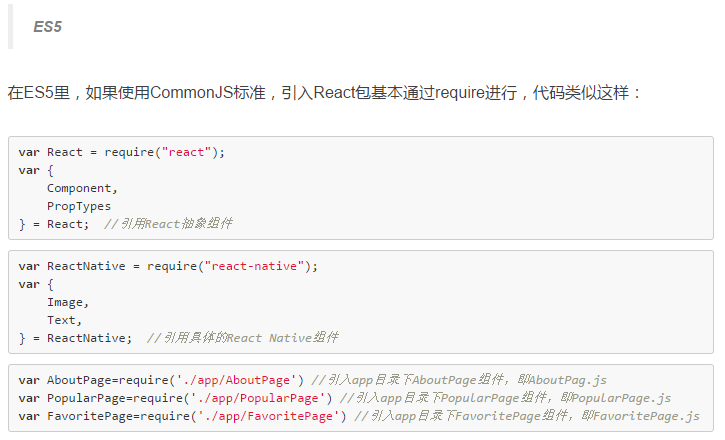 ES5
在ES5里，如果使用CommonJS标准，引入React包基本通过require进行，代码类似这样：
var React = require("react");
var {
    Component,
    PropTypes
} = React;  //引用React抽象组件
var ReactNative = require("react-native");
var {
    Image,
    Text,
} = ReactNative;  //引用具体的React Native组件
var AboutPage=require('./app/AboutPage') //引入app目录下AboutPage组件，即AboutPag.js
var PopularPage=require('./app/PopularPage') //引入app目录下PopularPage组件，即PopularPage.js
var FavoritePage=require('./app/FavoritePage') //引入app目录下FavoritePage组件，即FavoritePage.js